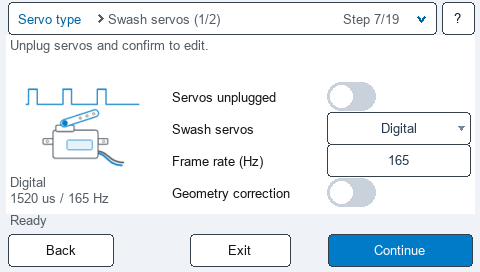 Servo type > Swash servos (1/2) Step 7/19 ?
Unplug servos and confirm to edit.
Servos unplugged
Swash servos Digital
Frame rate (Hz) 165
Geometry correction
Digital
1520 us / 165 Hz
Ready
Back Exit Continue